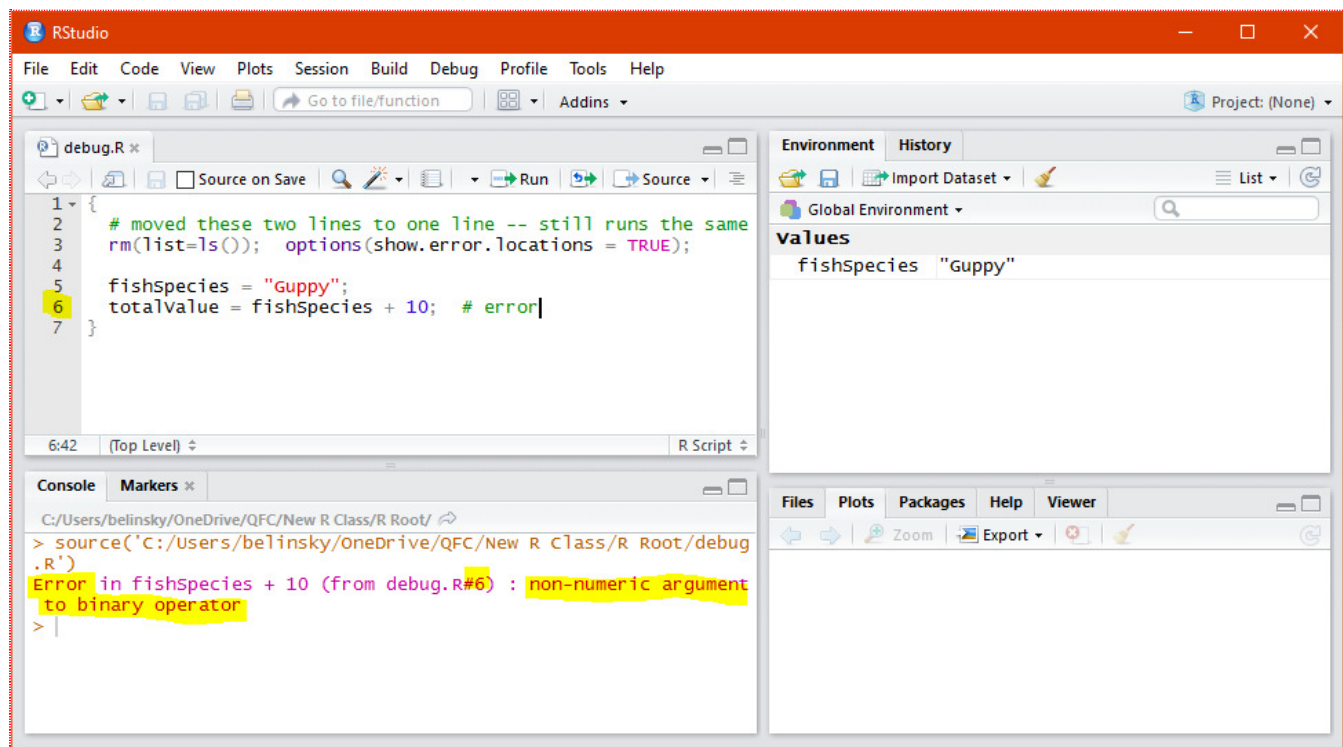 RStudio
File Edit Code View Plots Session Build Debug Profile Tools Help
Go to file/function Addins Project: (None)
debug.R
Source on Save Run Source
1 {
2 # moved these two lines to one line -- still runs the same
3 rm(list=ls()); options(show.error.locations = TRUE);
4
5 fishSpecies = "Guppy";
6 totalValue = fishSpecies + 10; # error
7 }
6:42 (Top Level) R Script
Console Markers
C:/Users/belinsky/OneDrive/QFC/New R Class/R Root/
> source('C:/Users/belinsky/OneDrive/QFC/New R Class/R Root/debug
.R')
Error in fishSpecies + 10 (from debug.R#6) : non-numeric argument
to binary operator
>
Environment History
Import Dataset List
Global Environment
Values
fishSpecies "Guppy"
Files Plots Packages Help Viewer
Zoom Export